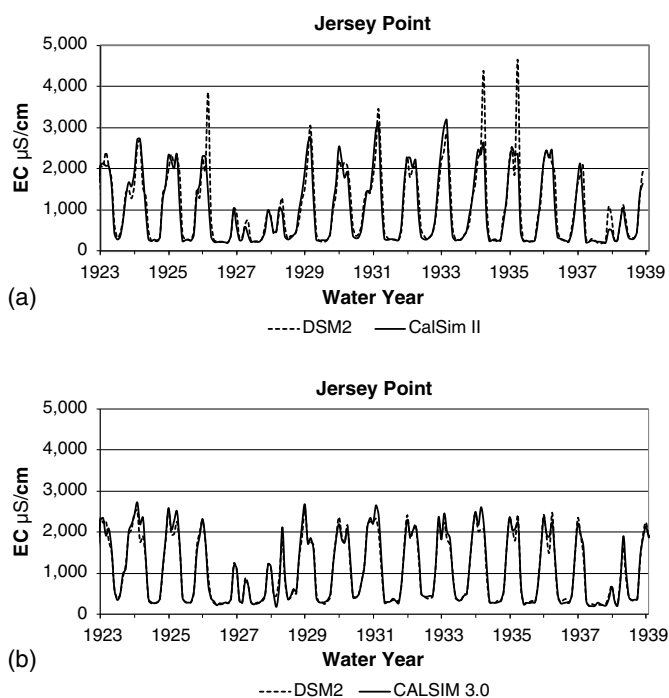 Jersey Point
5,000
4,000
3,000
2,000
1,000
0
EC µS/cm
1923 1925 1927 1929 1931 1933 1935 1937 1939
Water Year
(a)
DSM2 CalSim II
Jersey Point
5,000
4,000
3,000
2,000
1,000
0
EC µS/cm
1923 1925 1927 1929 1931 1933 1935 1937 1939
Water Year
(b)
DSM2 CALSIM 3.0